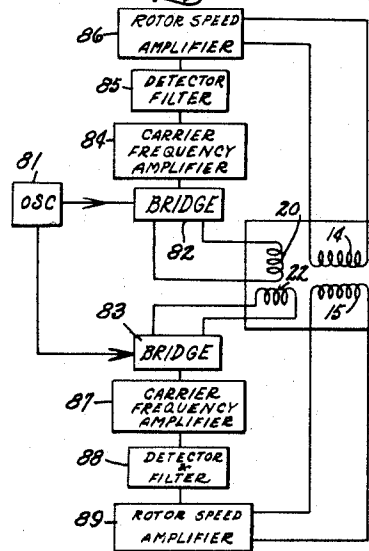 86
ROTOR SPEED
AMPLIFIER
85
DETECTOR
FILTER
84
CARRIER
FREQUENCY
AMPLIFIER
81
OSC
BRIDGE
82
20
14
22
15
83
BRIDGE
87
CARRIER
FREQUENCY
AMPLIFIER
88
DETECTOR
&
FILTER
89
ROTOR SPEED
AMPLIFIER